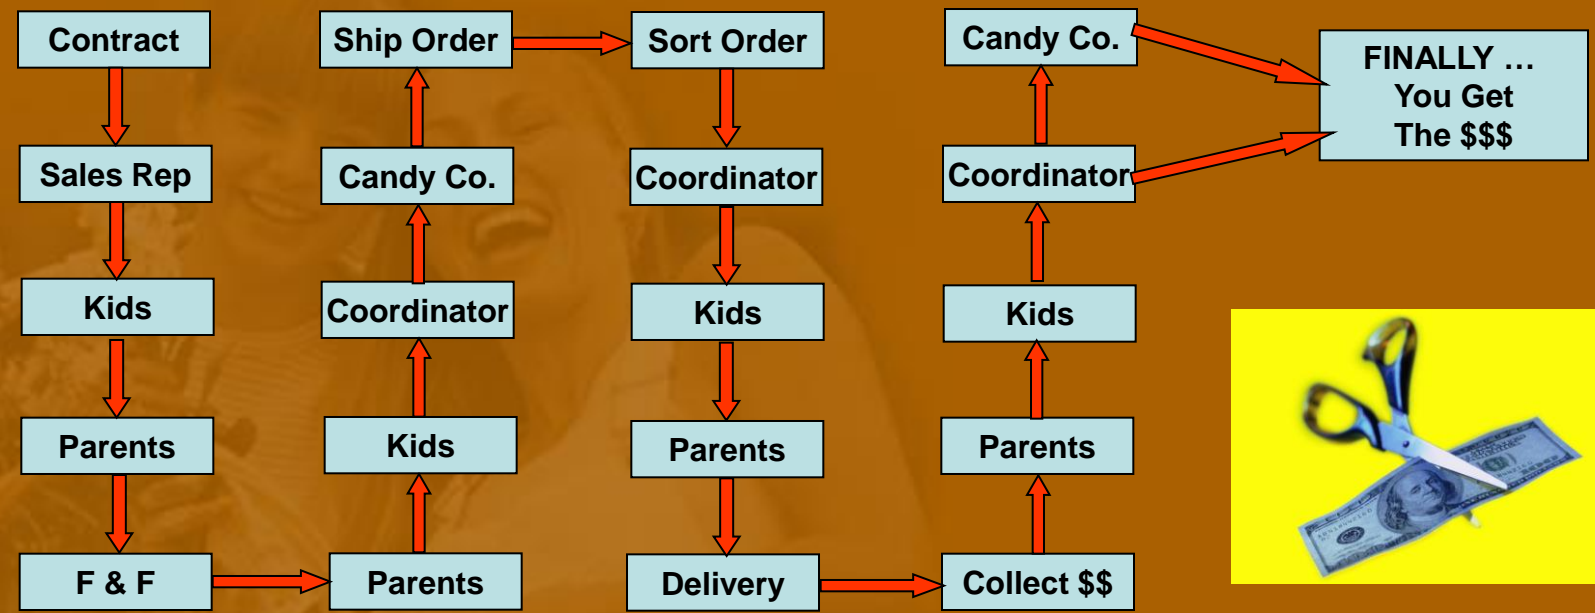 Contract
Sales Rep
Kids
Parents
F & F
Parents
Kids
Coordinator
Candy Co.
Ship Order
Sort Order
Coordinator
Kids
Parents
Delivery
Collect $$
Parents
Kids
Coordinator
Candy Co.
FINALLY …
You Get
The $$$